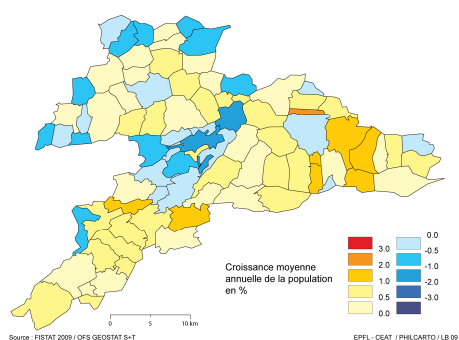 Croissance moyenne
annuelle de la population
en %
3.0
2.0
1.0
0.5
0.0
0.0
-0.5
-1.0
-2.0
-3.0
0 5 10 km
Source : FISTAT 2009 / OFS GEOSTAT S+T
EPFL - CEAT / PHILCARTO / LB 09